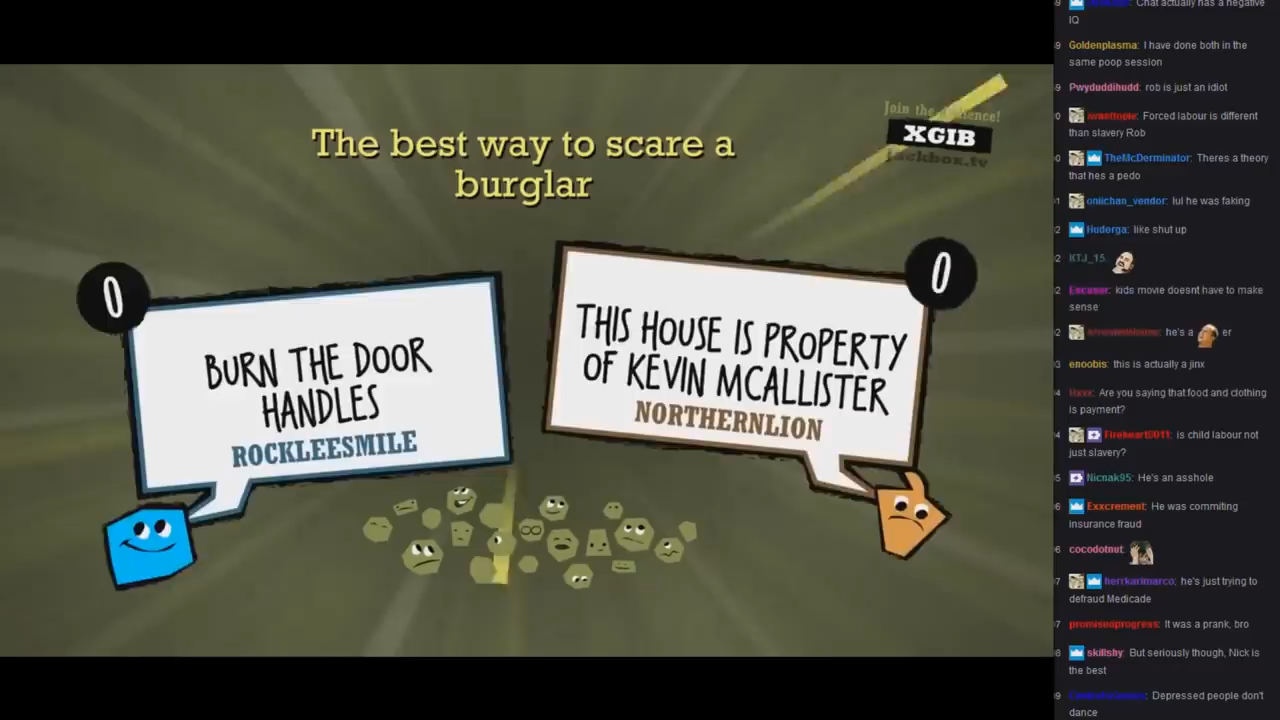 The best way to scare a
burglar
Join the audience!
XGIB
jackbox.tv
0
BURN THE DOOR
HANDLES
ROCKLEESMILE
0
THIS HOUSE IS PROPERTY
OF KEVIN MCALLISTER
NORTHERNLION
Chat actually has a negative
IQ
Goldenplasma: I have done both in the
same poop session
Pwyduddihudd: rob is just an idiot
Forced labour is different
than slavery Rob
TheMcDerminator: Theres a theory
that hes a pedo
oniichan_vendor: lul he was faking
Huderga: like shut up
KTJ_15:
kids movie doesnt have to make
sense
he's a er
enoobis: this is actually a jinx
Are you saying that food and clothing
is payment?
Fireheart0011: is child labour not
just slavery?
Nicnak95: He's an asshole
Exxcrement: He was commiting
insurance fraud
cocodotnut:
herrkarimarco: he's just trying to
defraud Medicade
promisedprogress: It was a prank, bro
skillshy: But seriously though, Nick is
the best
Depressed people don't
dance